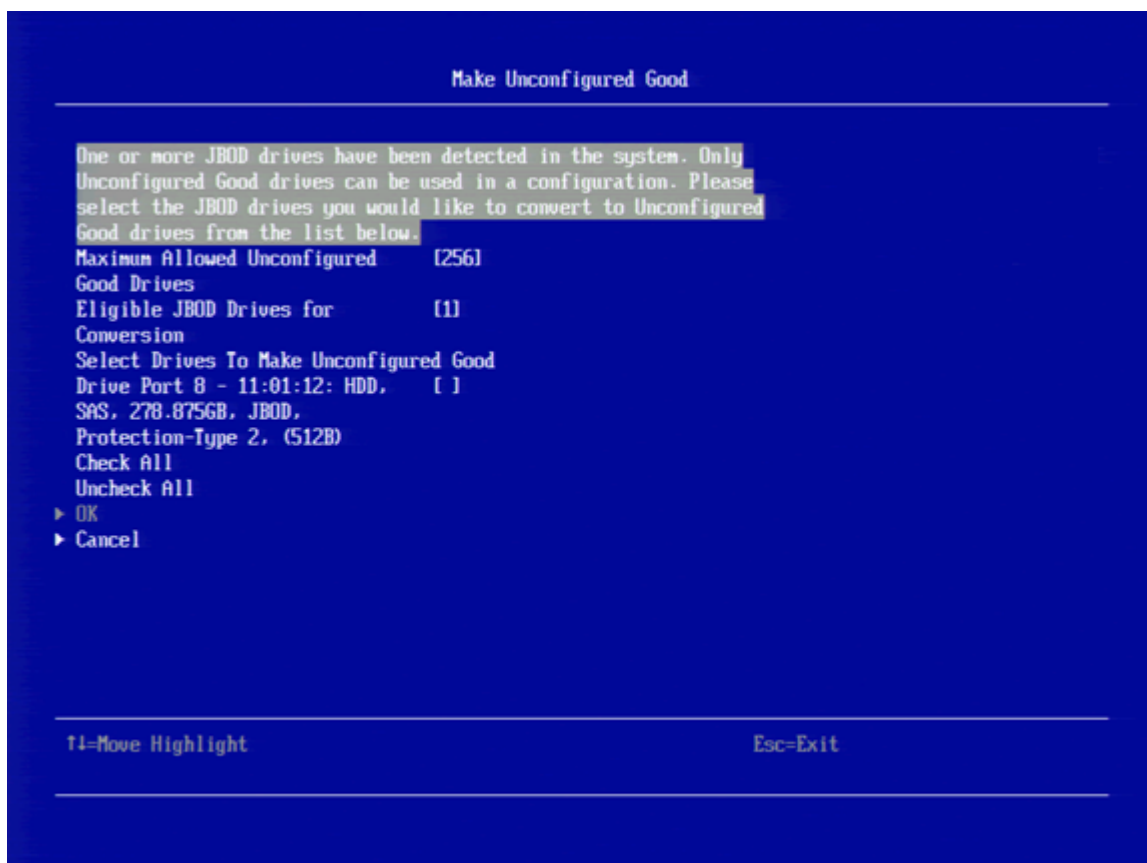 Make Unconfigured Good
One or more JBOD drives have been detected in the system. Only
Unconfigured Good drives can be used in a configuration. Please
select the JBOD drives you would like to convert to Unconfigured
Good drives from the list below.
Maximum Allowed Unconfigured [256]
Good Drives
Eligible JBOD Drives for [1]
Conversion
Select Drives To Make Unconfigured Good
Drive Port 8 - 11:01:12: HDD, [ ]
SAS, 278.875GB, JBOD,
Protection-Type 2, (512B)
Check All
Uncheck All
▶ OK
▶ Cancel
↑↓=Move Highlight Esc=Exit